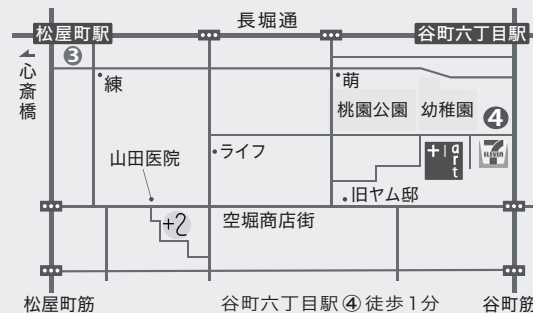 長堀通
松屋町駅
谷町六丁目駅
心斎橋
❸
練
萌
桃園公園
幼稚園
❹
山田医院
ライフ
+1 art
7 ELEVEN
旧ヤム邸
+2
空堀商店街
松屋町筋
谷町六丁目駅④徒歩1分
谷町筋